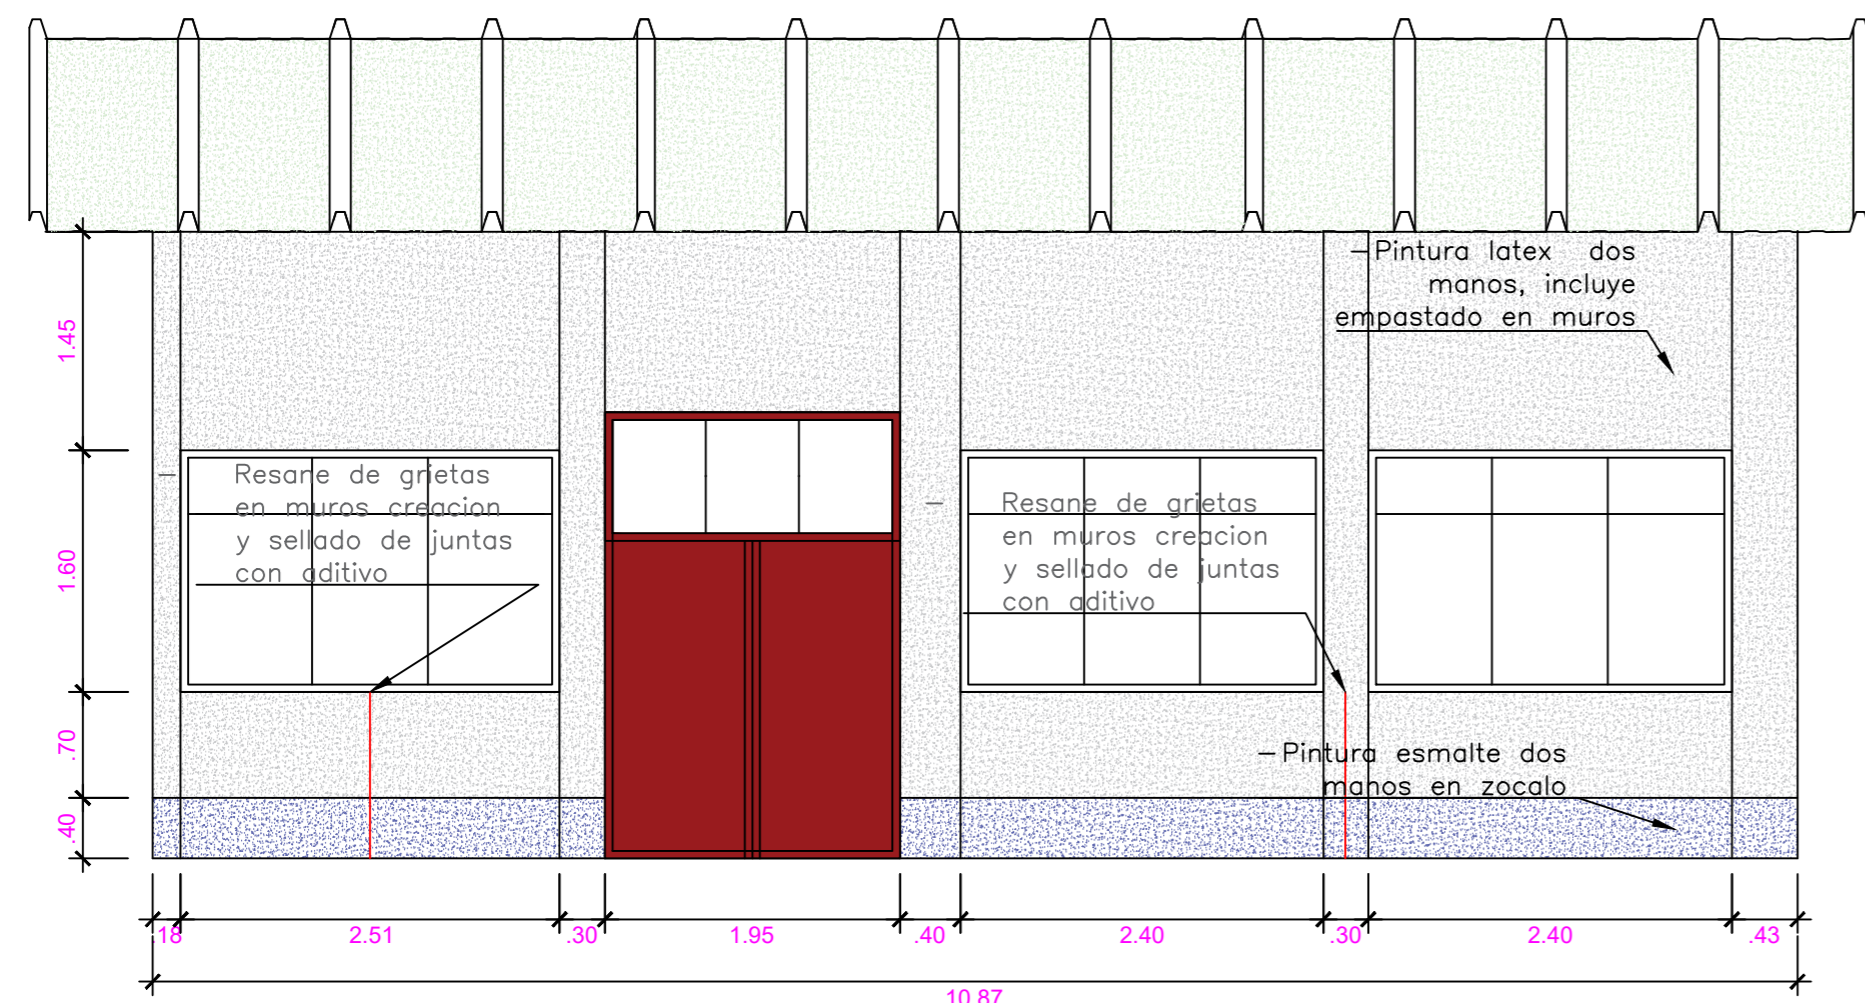 —Pintura latex dos
manos, incluye
empastado en muros
1.45
— Resane de grietas
en muros creacion
y sellado de juntas
con aditivo
— Resane de grietas
en muros creacion
y sellado de juntas
con aditivo
1.60
.70
—Pintura esmalte dos
manos en zocalo
.40
.18 2.51 .30 1.95 .40 2.40 .30 2.40 .43
10.87